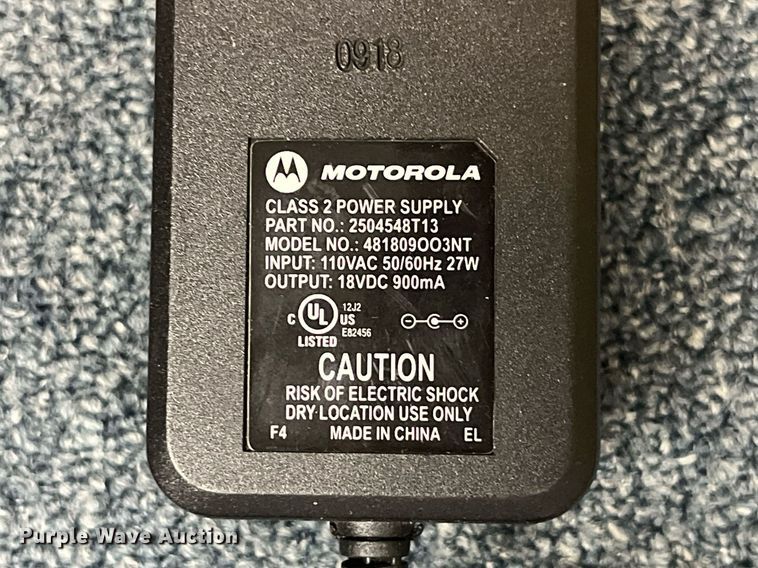 0918
MOTOROLA
CLASS 2 POWER SUPPLY
PART NO.: 2504548T13
MODEL NO.: 481809OO3NT
INPUT: 110VAC 50/60Hz 27W
OUTPUT: 18VDC 900mA
12J2
C UL US
E82456
LISTED
CAUTION
RISK OF ELECTRIC SHOCK
DRY LOCATION USE ONLY
F4 MADE IN CHINA EL
Purple Wave Auction